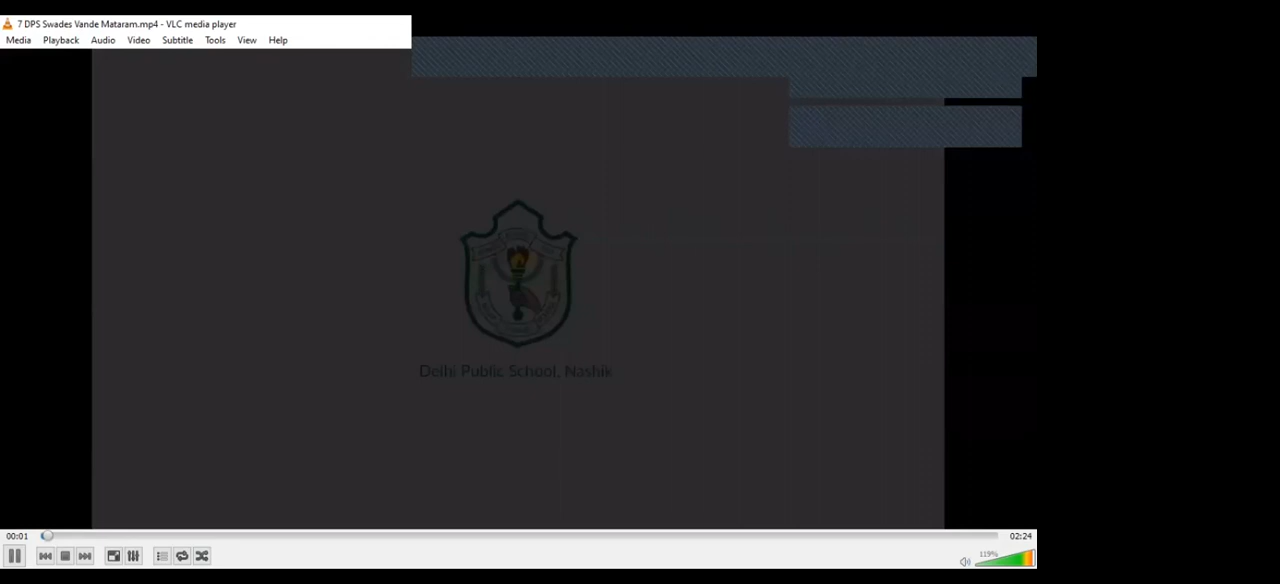 7 DPS Swades Vande Mataram.mp4 - VLC media player
Media Playback Audio Video Subtitle Tools View Help
Delhi Public School, Nashik
00:01
02:24
119%